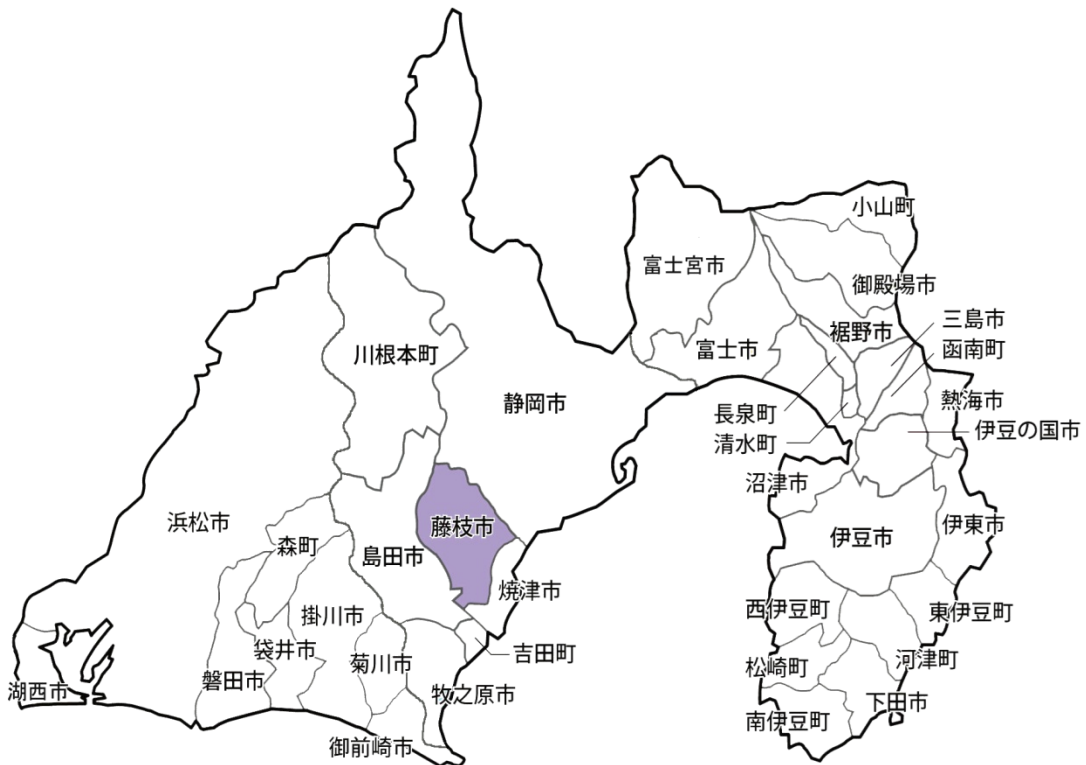 小山町
富士宮市
御殿場市
三島市
裾野市
函南町
富士市
川根本町
熱海市
静岡市
長泉町
伊豆の国市
清水町
沼津市
浜松市
藤枝市
伊東市
伊豆市
森町
島田市
焼津市
掛川市
西伊豆町
東伊豆町
袋井市
吉田町
菊川市
河津町
松崎町
磐田市
湖西市
牧之原市
下田市
南伊豆町
御前崎市